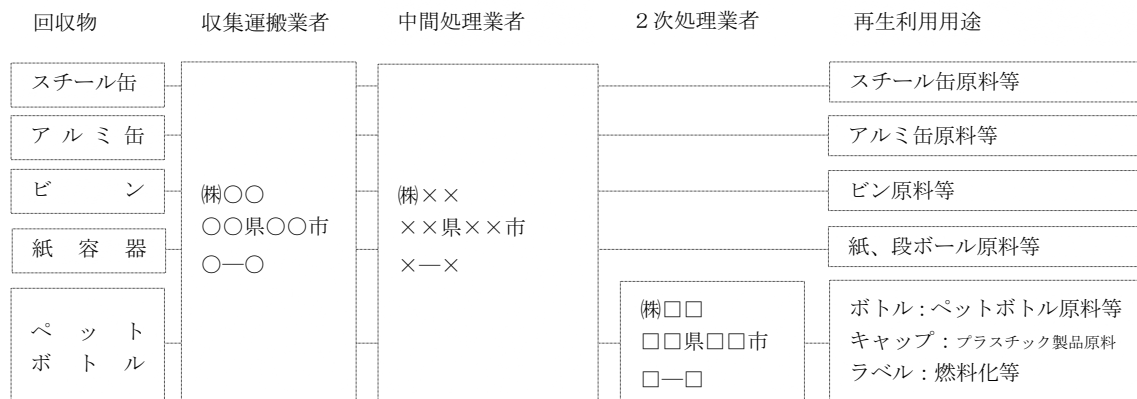 回収物 収集運搬業者 中間処理業者 2次処理業者 再生利用用途
スチール缶
アルミ缶
ビン
紙容器
ペット
ボトル
㈱○○
○○県○○市
○―○
㈱××
××県××市
×―×
㈱□□
□□県□□市
□―□
スチール缶原料等
アルミ缶原料等
ビン原料等
紙、段ボール原料等
ボトル：ペットボトル原料等
キャップ：プラスチック製品原料
ラベル：燃料化等